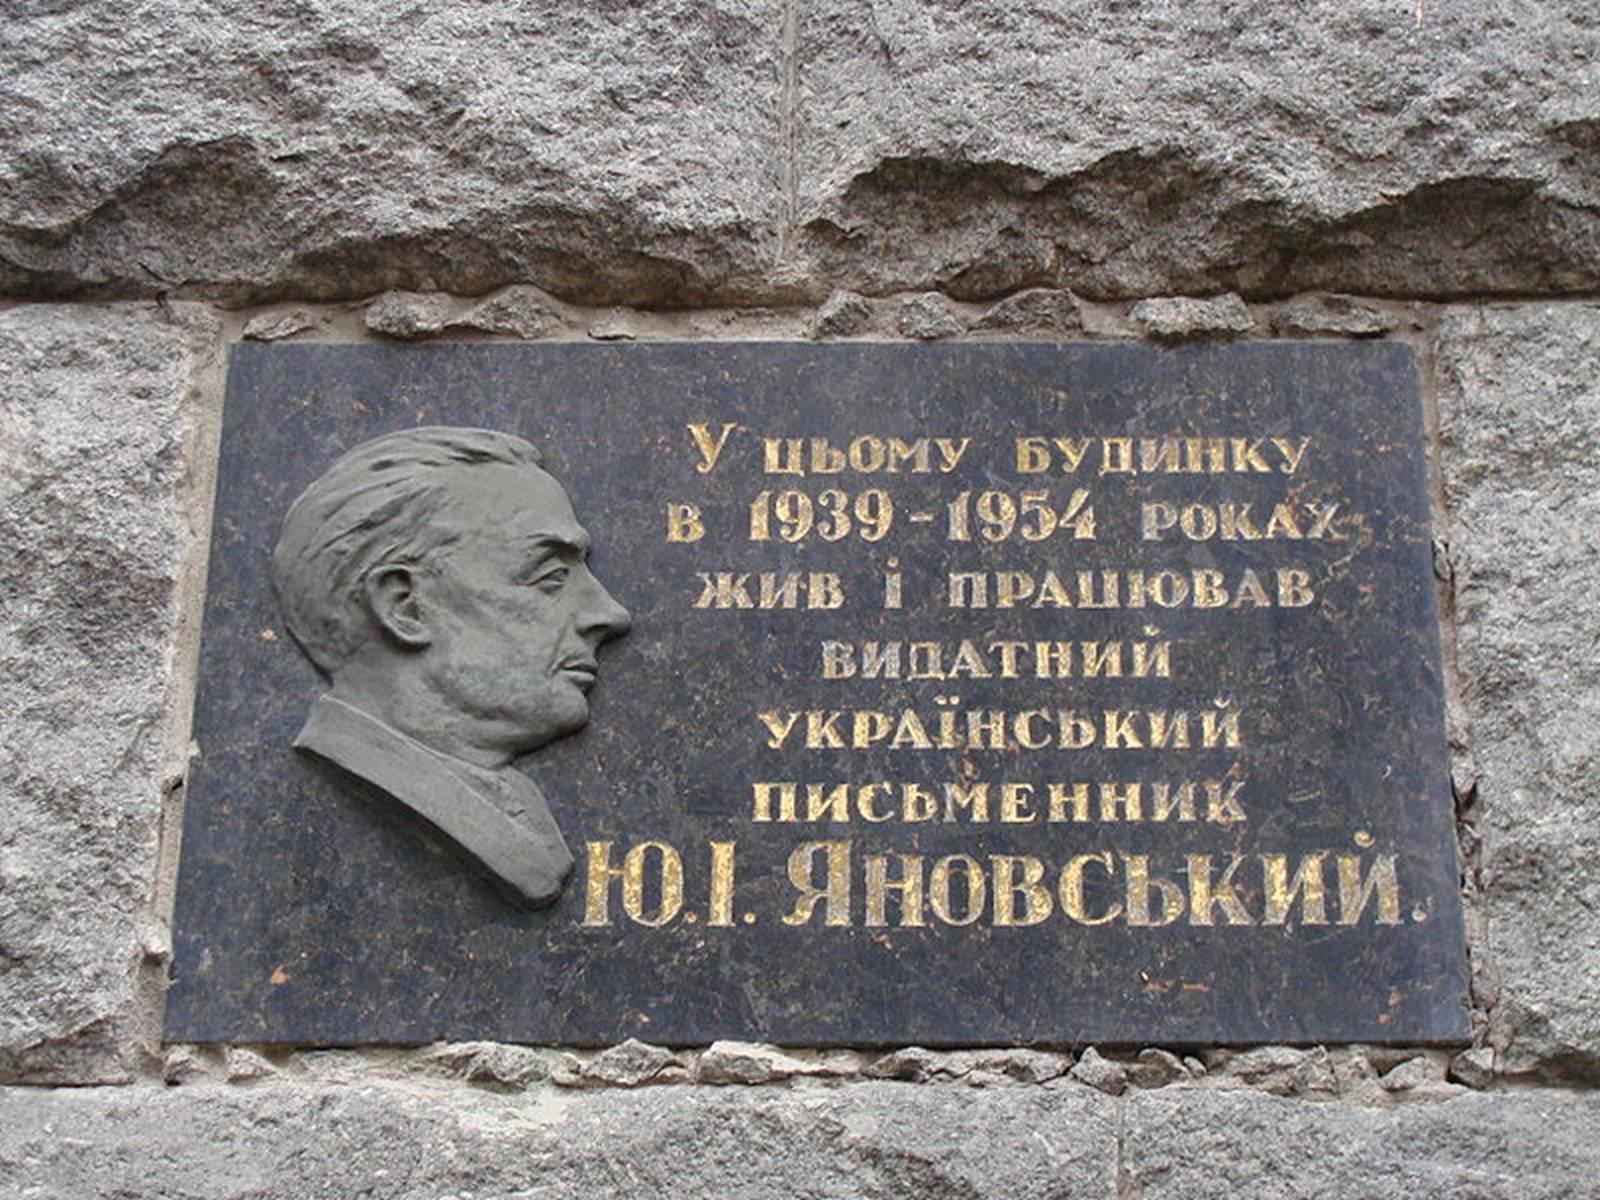 У цьому будинку
в 1939-1954 роках
жив і працював
видатний
український
письменник
Ю.І. Яновський.